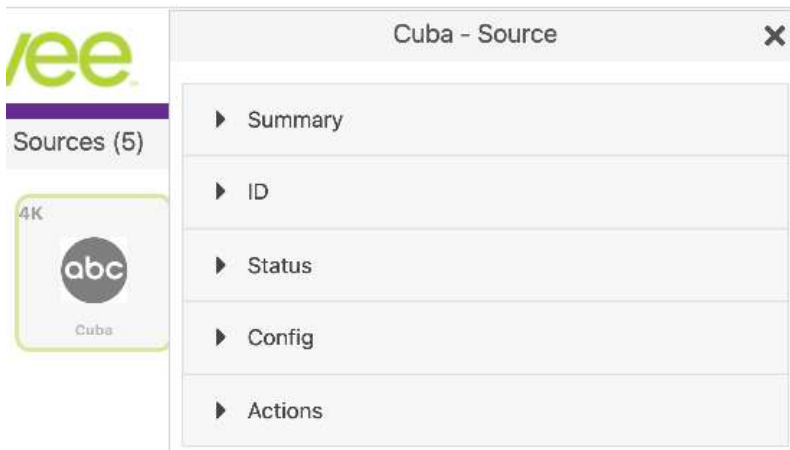 vee
Cuba - Source
Sources (5)
4K
abc
Cuba
Summary
ID
Status
Config
Actions